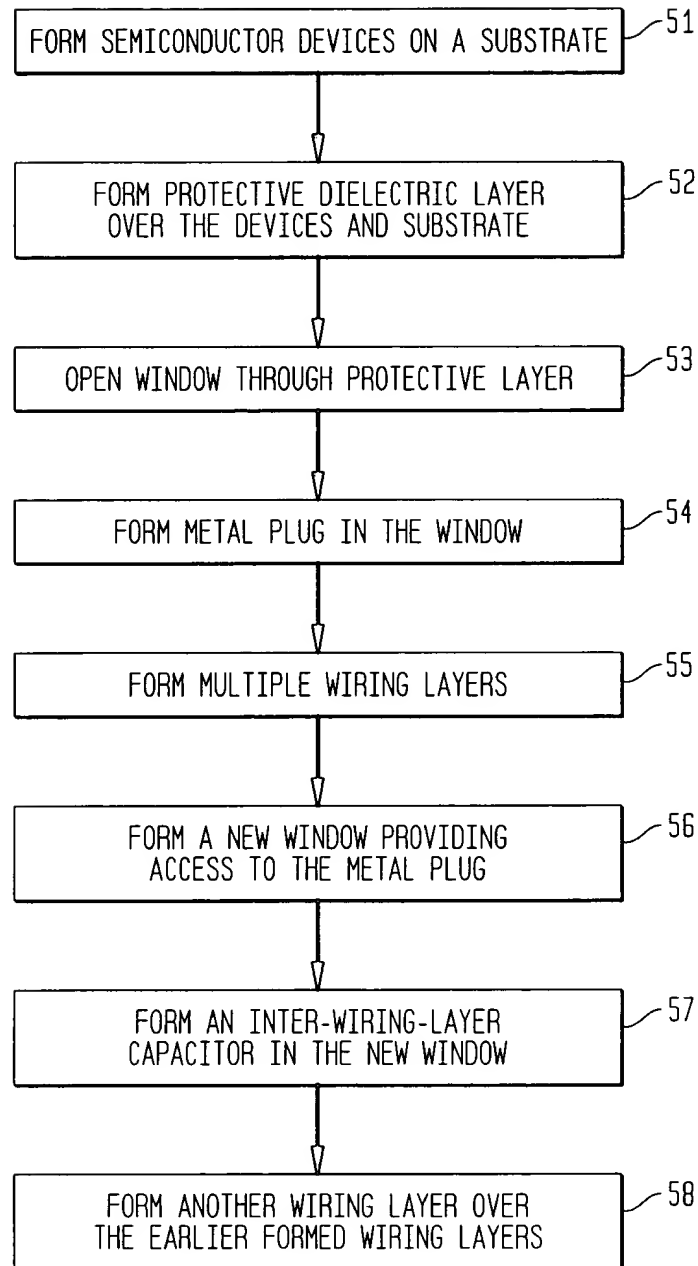 FORM SEMICONDUCTOR DEVICES ON A SUBSTRATE
51
FORM PROTECTIVE DIELECTRIC LAYER
OVER THE DEVICES AND SUBSTRATE
52
OPEN WINDOW THROUGH PROTECTIVE LAYER
53
FORM METAL PLUG IN THE WINDOW
54
FORM MULTIPLE WIRING LAYERS
55
FORM A NEW WINDOW PROVIDING
ACCESS TO THE METAL PLUG
56
FORM AN INTER-WIRING-LAYER
CAPACITOR IN THE NEW WINDOW
57
FORM ANOTHER WIRING LAYER OVER
THE EARLIER FORMED WIRING LAYERS
58